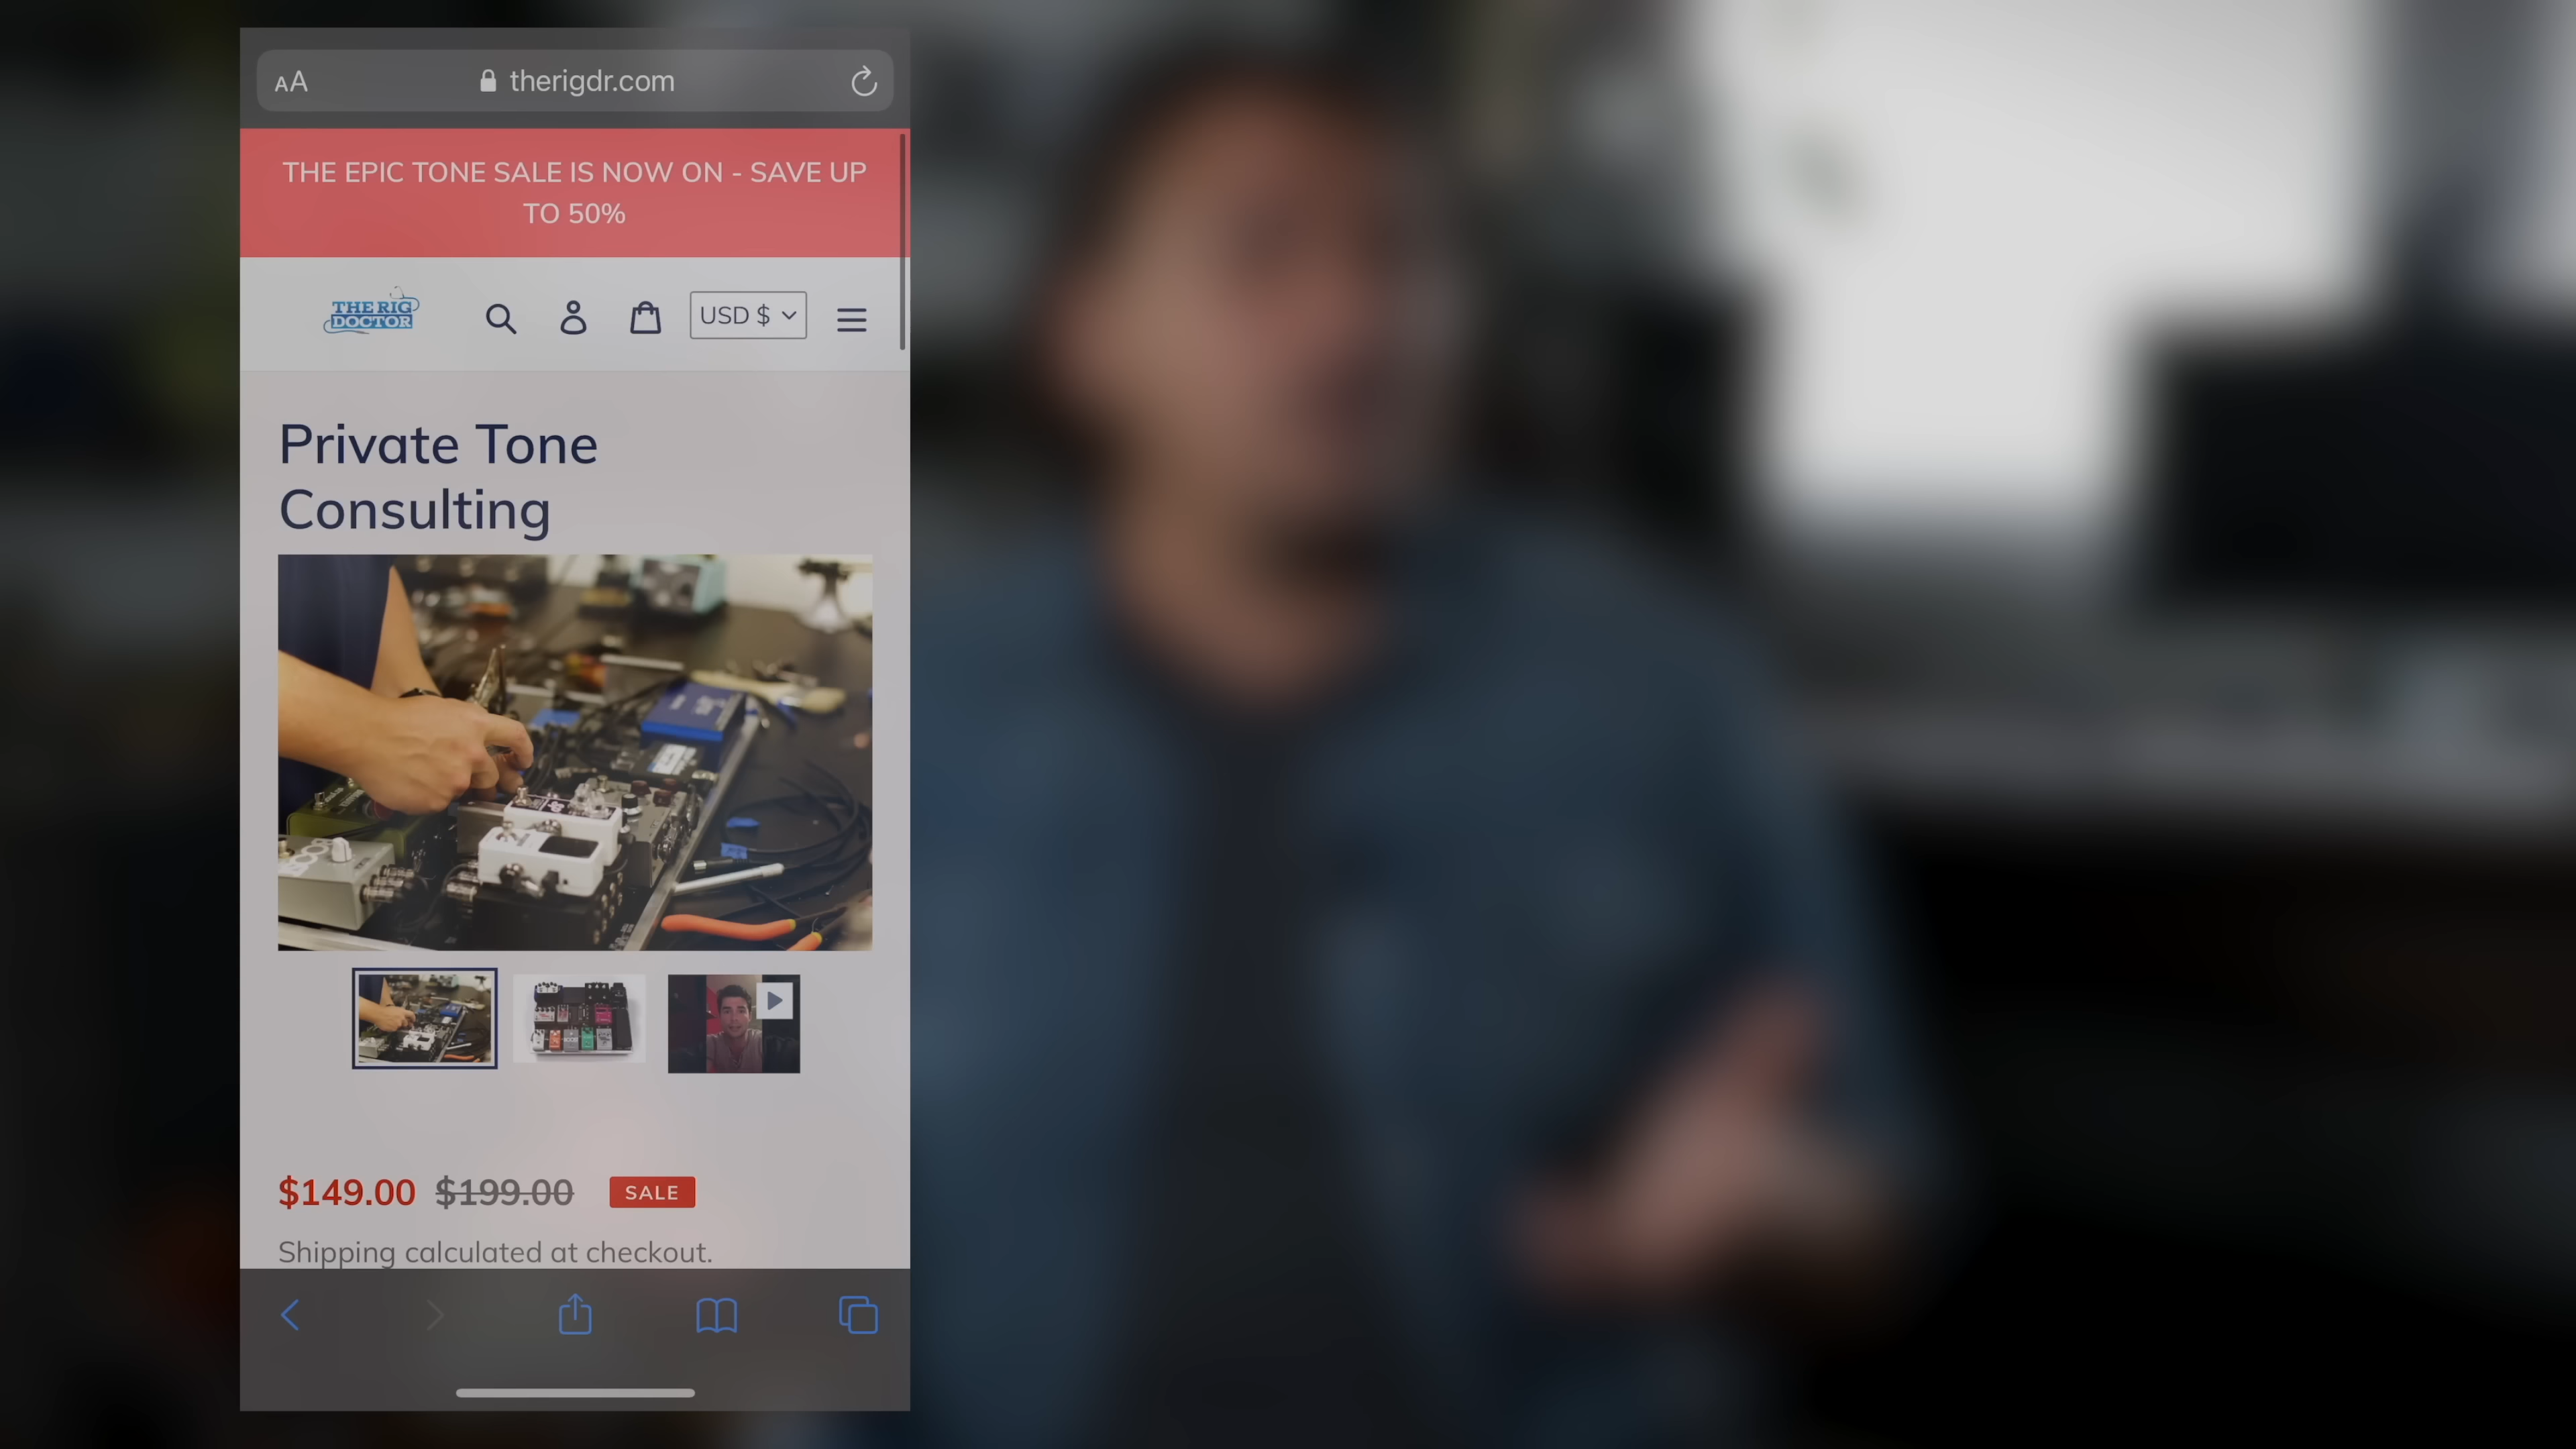 AA
therigdr.com
THE EPIC TONE SALE IS NOW ON - SAVE UP
TO 50%
THE RIG
DOCTOR
USD $
Private Tone
Consulting
$149.00 $199.00 SALE
Shipping calculated at checkout.